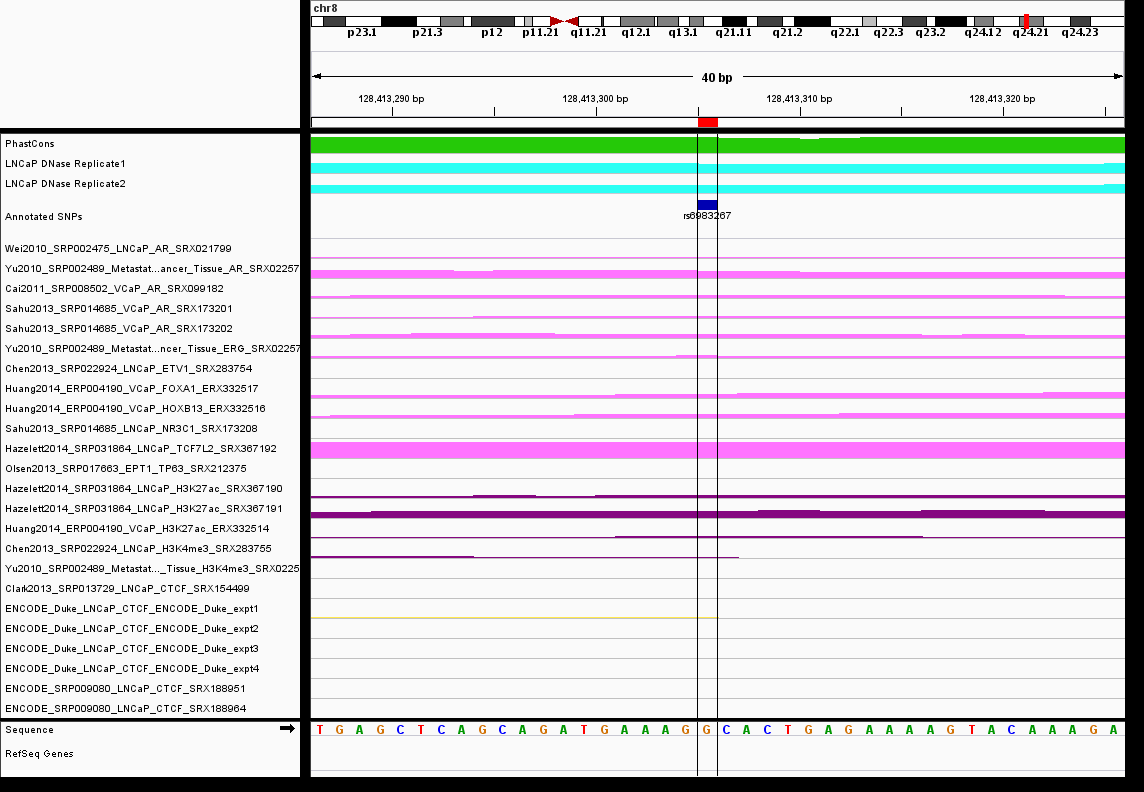 chr8
p23.1 p21.3 p12 p11.21 q11.21 q12.1 q13.1 q21.11 q21.2 q22.1 q22.3 q23.2 q24.12 q24.21 q24.23
40 bp
128,413,290 bp 128,413,300 bp 128,413,310 bp 128,413,320 bp
PhastCons
LNCaP DNase Replicate1
LNCaP DNase Replicate2
Annotated SNPs
rs6983267
Wei2010_SRP002475_LNCaP_AR_SRX021799
Yu2010_SRP002489_Metastat...ancer_Tissue_AR_SRX02257
Cai2011_SRP008502_VCaP_AR_SRX099182
Sahu2013_SRP014685_VCaP_AR_SRX173201
Sahu2013_SRP014685_VCaP_AR_SRX173202
Yu2010_SRP002489_Metastat...ncer_Tissue_ERG_SRX02257
Chen2013_SRP022924_LNCaP_ETV1_SRX283754
Huang2014_ERP004190_VCaP_FOXA1_ERX332517
Huang2014_ERP004190_VCaP_HOXB13_ERX332516
Sahu2013_SRP014685_LNCaP_NR3C1_SRX173208
Hazelett2014_SRP031864_LNCaP_TCF7L2_SRX367192
Olsen2013_SRP017663_EPT1_TP63_SRX212375
Hazelett2014_SRP031864_LNCaP_H3K27ac_SRX367190
Hazelett2014_SRP031864_LNCaP_H3K27ac_SRX367191
Huang2014_ERP004190_VCaP_H3K27ac_ERX332514
Chen2013_SRP022924_LNCaP_H3K4me3_SRX283755
Yu2010_SRP002489_Metastat..._Tissue_H3K4me3_SRX0225
Clark2013_SRP013729_LNCaP_CTCF_SRX154499
ENCODE_Duke_LNCaP_CTCF_ENCODE_Duke_expt1
ENCODE_Duke_LNCaP_CTCF_ENCODE_Duke_expt2
ENCODE_Duke_LNCaP_CTCF_ENCODE_Duke_expt3
ENCODE_Duke_LNCaP_CTCF_ENCODE_Duke_expt4
ENCODE_SRP009080_LNCaP_CTCF_SRX188951
ENCODE_SRP009080_LNCaP_CTCF_SRX188964
Sequence T G A G C T C A G C A G A T G A A A G G C A C T G A G A A A A G T A C A A A G A
RefSeq Genes